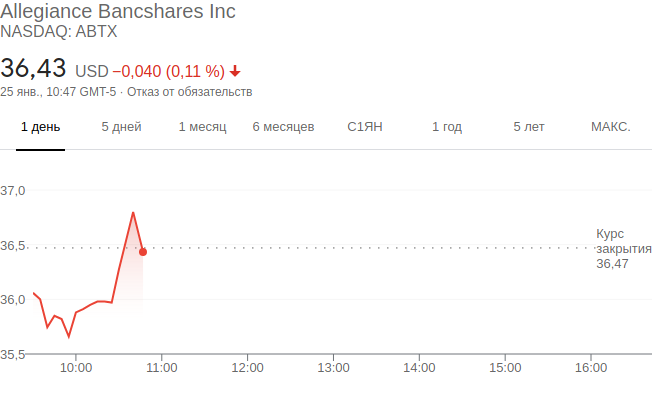 Allegiance Bancshares Inc
NASDAQ: ABTX
36,43 USD −0,040 (0,11 %)
25 янв., 10:47 GMT-5 · Отказ от обязательств
1 день 5 дней 1 месяц 6 месяцев С1ЯН 1 год 5 лет МАКС.
37,0
36,5
36,0
35,5
Курс
закрытия
36,47
10:00 11:00 12:00 13:00 14:00 15:00 16:00